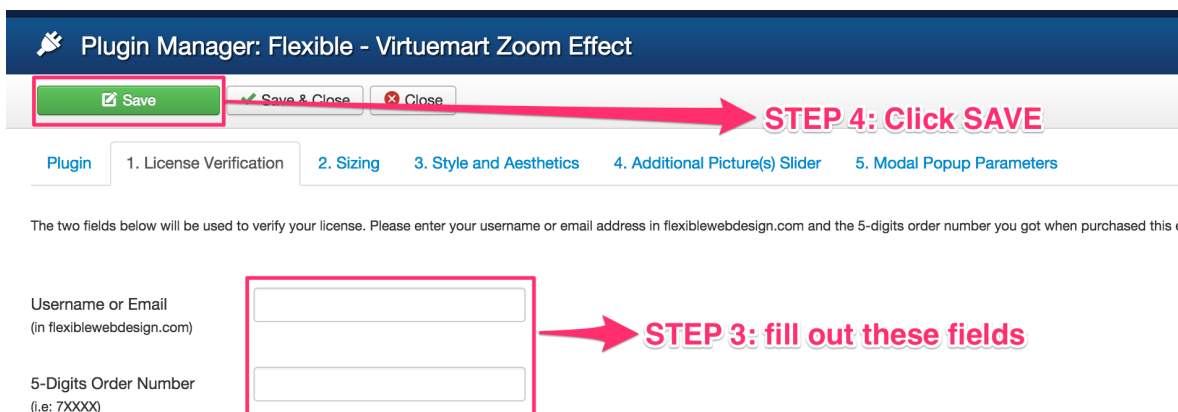 Plugin Manager: Flexible - Virtuemart Zoom Effect
Save Save & Close Close
STEP 4: Click SAVE
Plugin 1. License Verification 2. Sizing 3. Style and Aesthetics 4. Additional Picture(s) Slider 5. Modal Popup Parameters
The two fields below will be used to verify your license. Please enter your username or email address in flexiblewebdesign.com and the 5-digits order number you got when purchased this
Username or Email
(in flexiblewebdesign.com)
STEP 3: fill out these fields
5-Digits Order Number
(i.e: 7XXXX)